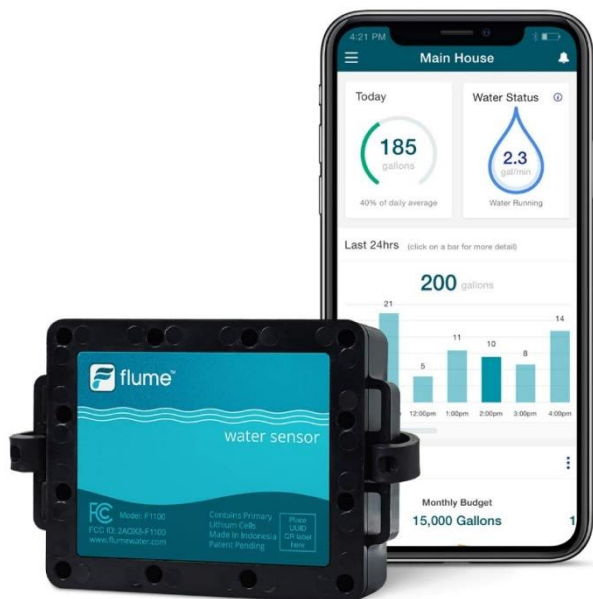 4:21 PM
Main House
Today
185
gallons
40% of daily average
Water Status
2.3
gal/min
Water Running
Last 24hrs (click on a bar for more detail)
200 gallons
21
5
11
10
8
14
12:00pm 1:00pm 2:00pm 3:00pm 4:00pm
Monthly Budget
15,000 Gallons
1
flume™
water sensor
FC Model: F1100
FCC ID: 2AOX5-F1100
www.flumewater.com
Contains Primary
Lithium Cells
Made In Indonesia
Patent Pending
Place
UUID
QR label
here